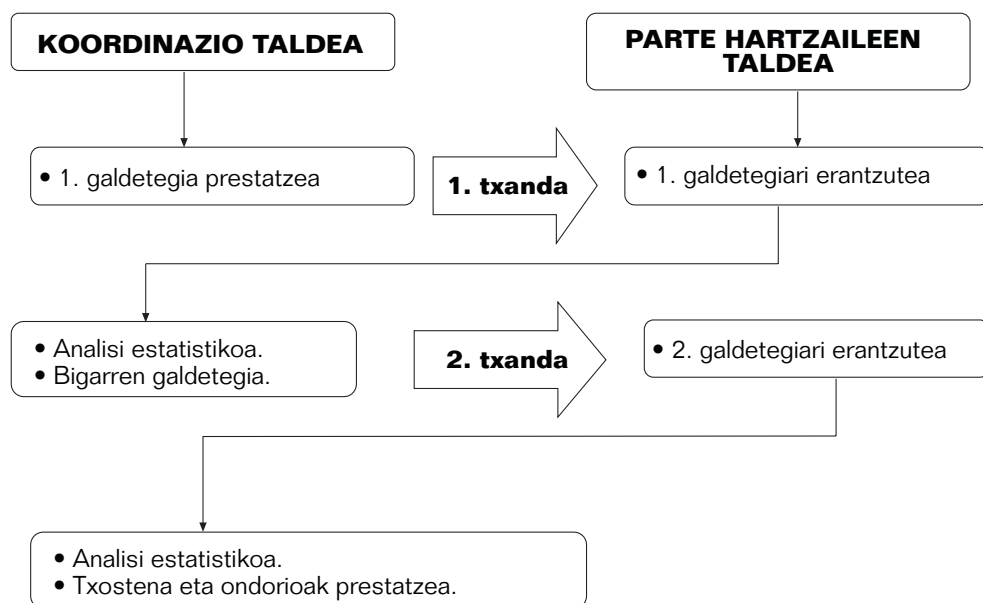 KOORDINAZIO TALDEA
PARTE HARTZAILEEN
TALDEA
• 1. galdetegia prestatzea
1. txanda
• 1. galdetegiari erantzutea
• Analisi estatistikoa.
• Bigarren galdetegia.
2. txanda
• 2. galdetegiari erantzutea
• Analisi estatistikoa.
• Txostena eta ondorioak prestatzea.